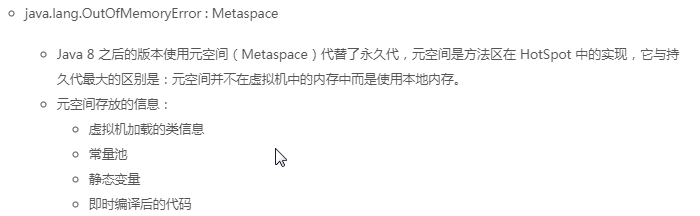 java.lang.OutOfMemoryError : Metaspace
Java 8 之后的版本使用元空间（Metaspace）代替了永久代，元空间是方法区在 HotSpot 中的实现，它与持
久代最大的区别是：元空间并不在虚拟机中的内存中而是使用本地内存。
元空间存放的信息：
虚拟机加载的类信息
常量池
静态变量
即时编译后的代码